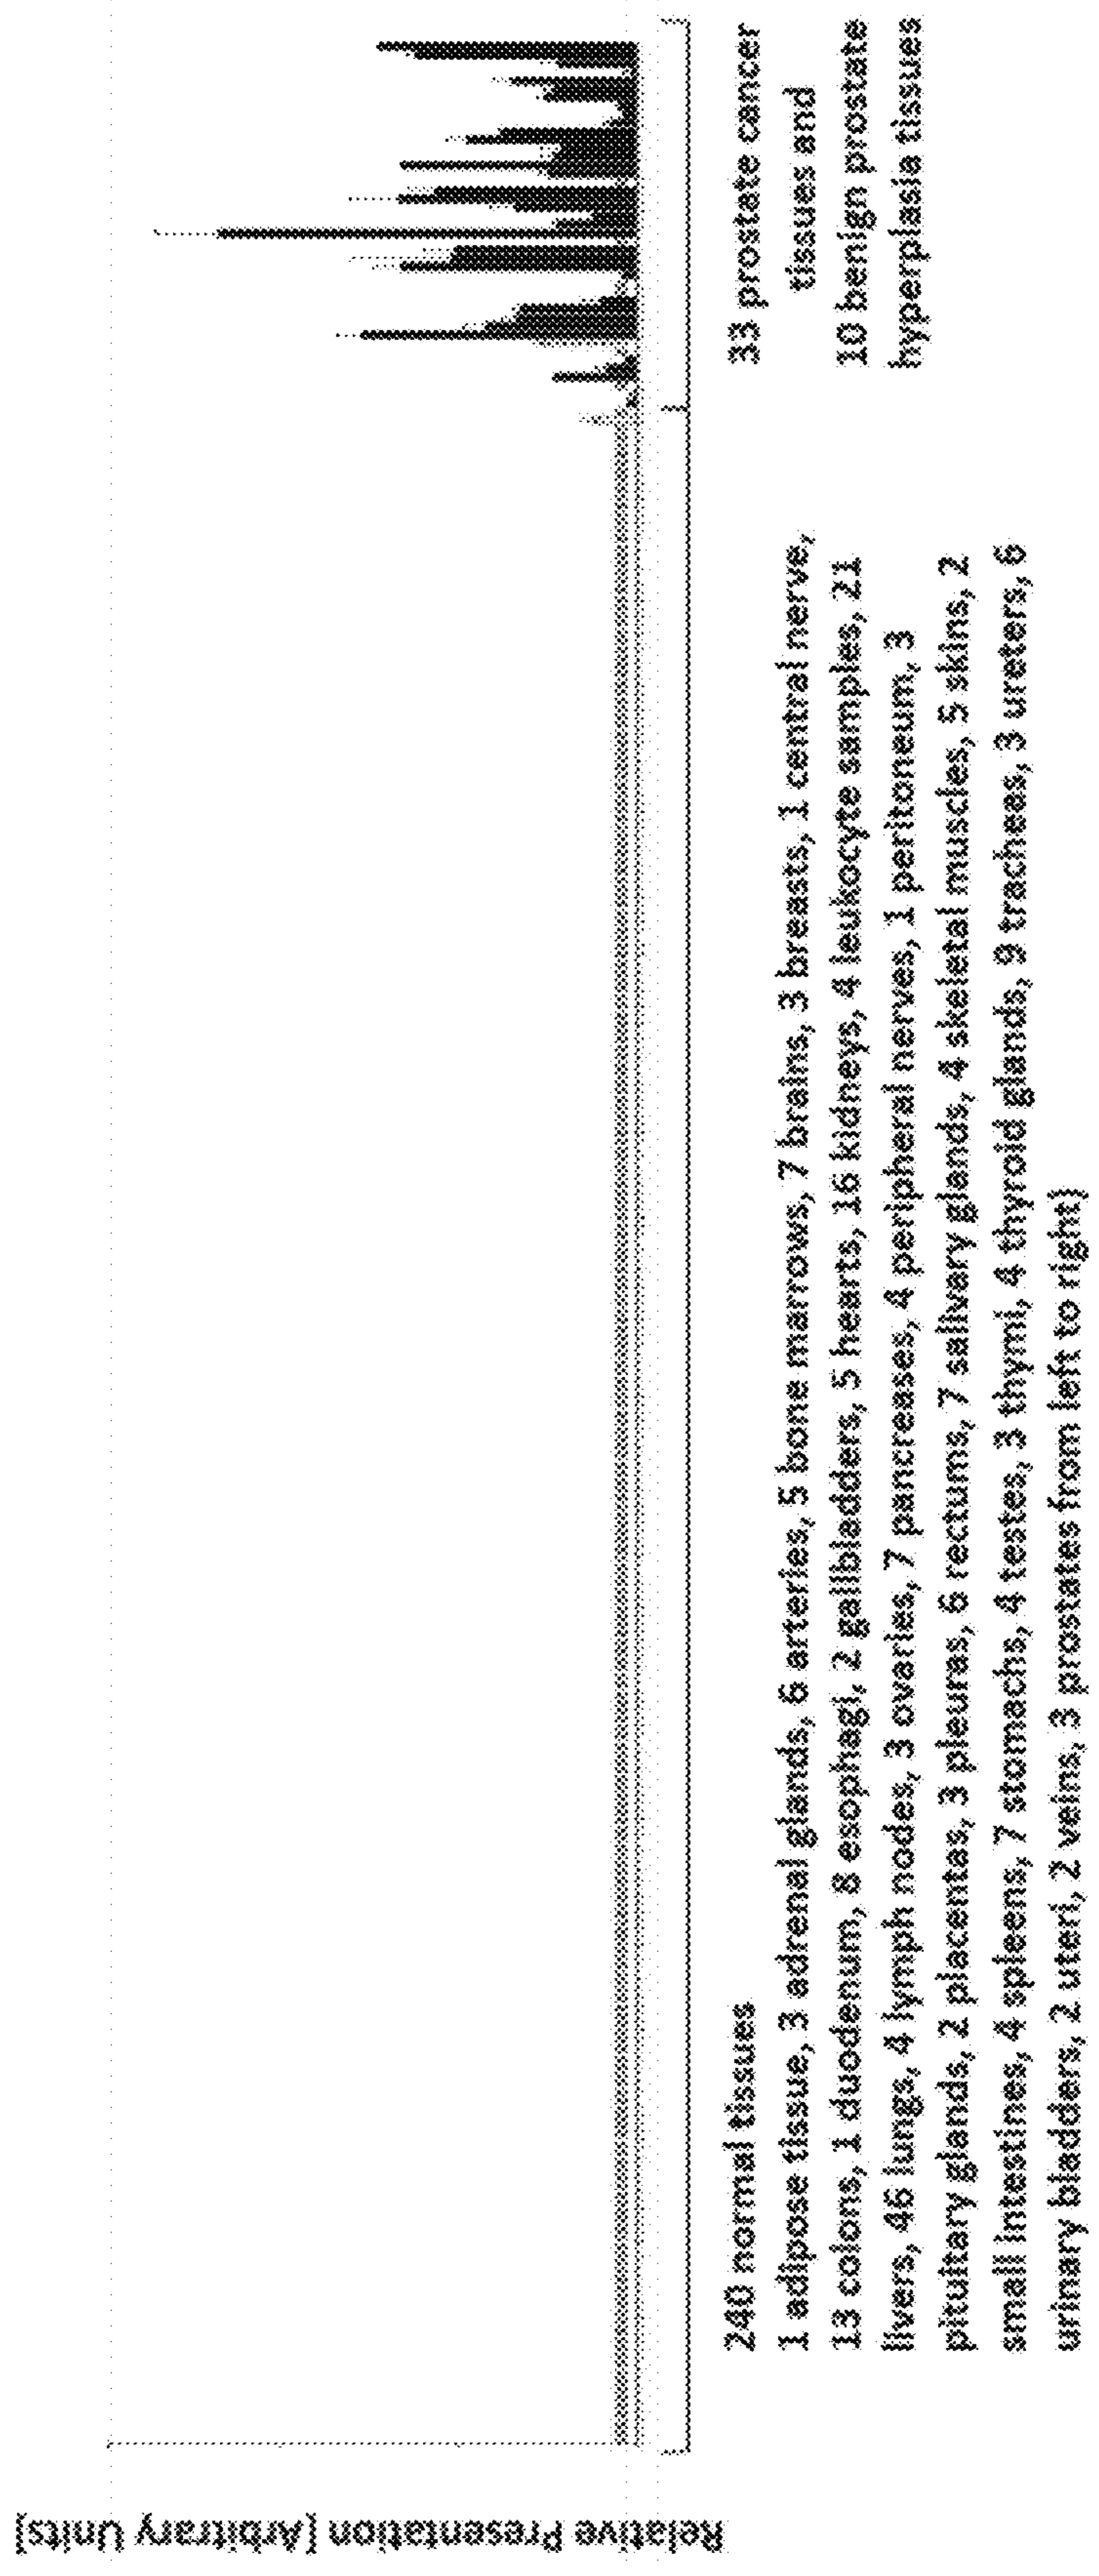 Relative Presentation [Arbitrary Units]
240 normal tissues
1 adipose tissue, 3 adrenal glands, 6 arteries, 5 bone marrows, 7 brains, 3 breasts, 1 central nerve,
13 colons, 1 duodenum, 8 esophagi, 2 gallbladders, 5 hearts, 16 kidneys, 4 leukocyte samples, 21
livers, 46 lungs, 4 lymph nodes, 3 ovaries, 7 pancreases, 4 peripheral nerves, 1 peritoneum, 3
pituitary glands, 2 placentas, 3 pleuras, 6 rectums, 7 salivary glands, 4 skeletal muscles, 5 skins, 2
small intestines, 4 spleens, 7 stomachs, 4 testes, 3 thymi, 4 thyroid glands, 9 tracheas, 3 ureters, 6
urinary bladders, 2 uteri, 2 veins, 3 prostates from left to right)
33 prostate cancer
tissues and
10 benign prostate
hyperplasia tissues